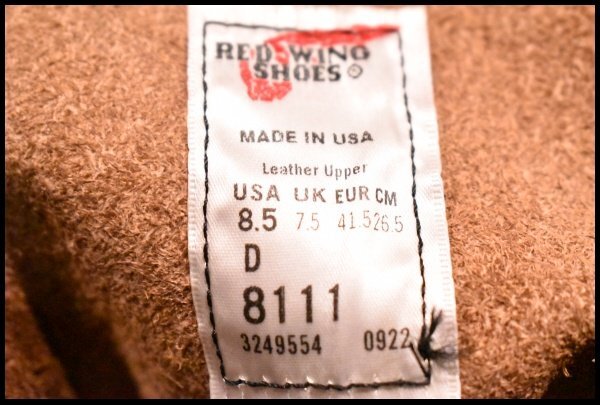 RED WING
SHOES®
MADE IN USA
Leather Upper
USA UK EUR CM
8.5 7.5 41.5 26.5
D
8111
3249554 0922